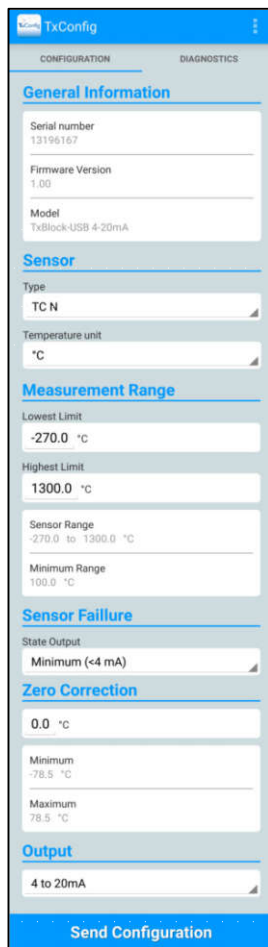 TxConfig
TxConfig
CONFIGURATION DIAGNOSTICS
General Information
Serial number
13196167
Firmware Version
1.00
Model
TxBlock-USB 4-20mA
Sensor
Type
TC N
Temperature unit
°C
Measurement Range
Lowest Limit
-270.0 °C
Highest Limit
1300.0 °C
Sensor Range
-270.0 to 1300.0 °C
Minimum Range
100.0 °C
Sensor Faillure
State Output
Minimum (<4 mA)
Zero Correction
0.0 °C
Minimum
-78.5 °C
Maximum
78.5 °C
Output
4 to 20mA
Send Configuration